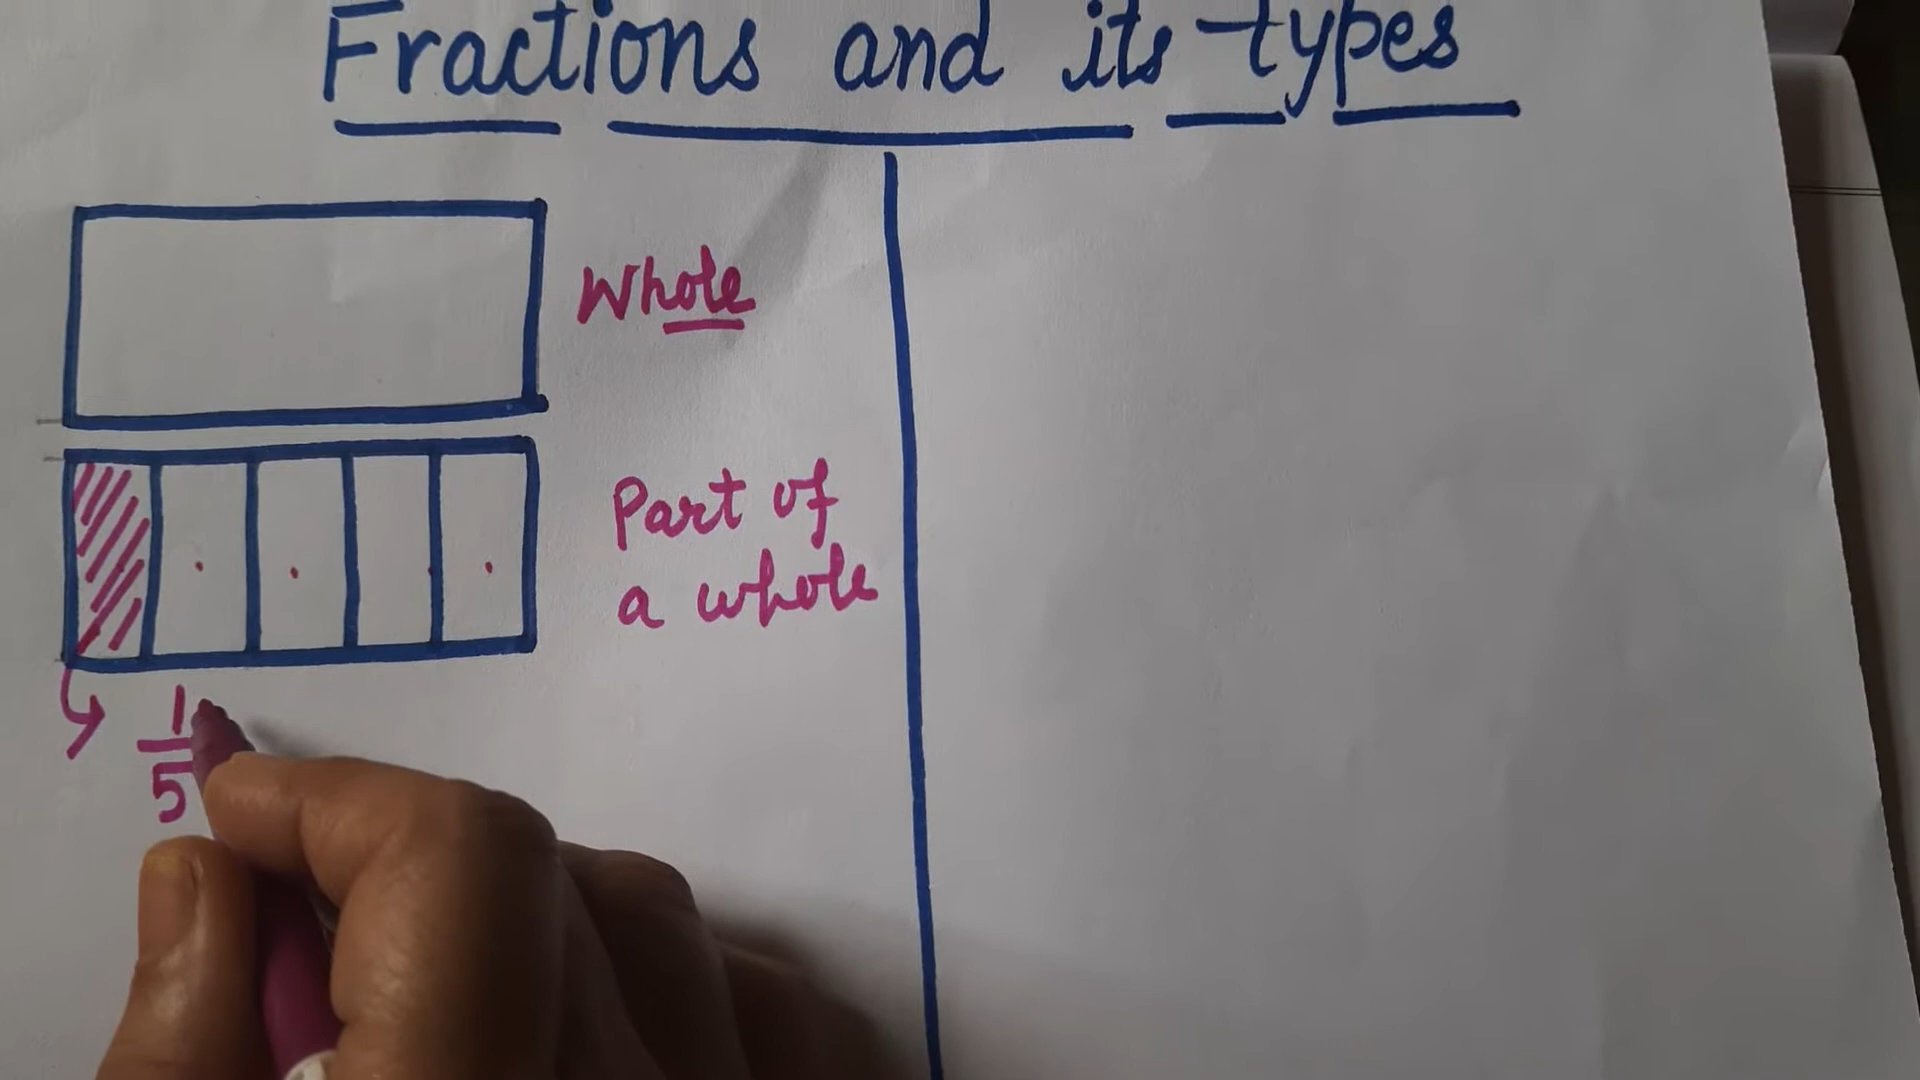 Fractions and its types
Whole
Part of
a whole
1
5